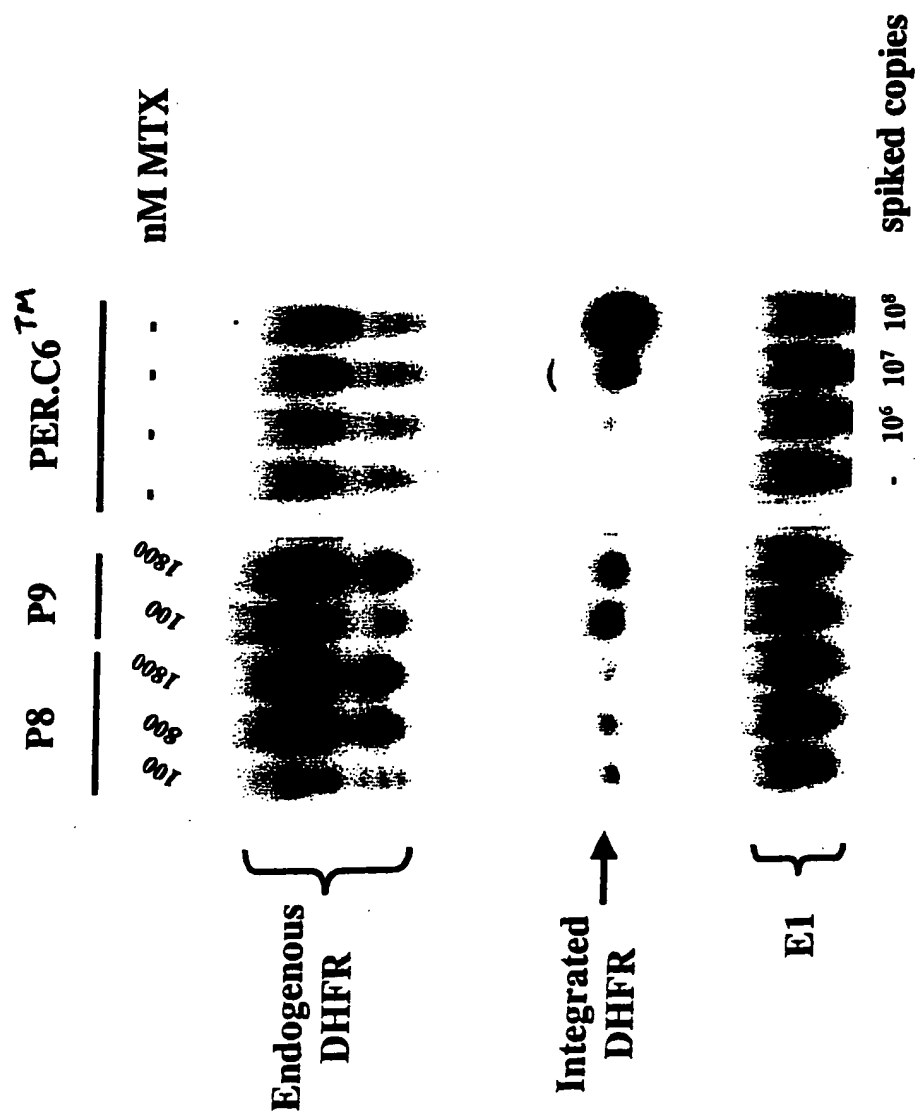 P8 P9 PER.C6™
100 800 1800 100 1800 - - - - nM MTX
Endogenous
DHFR
Integrated
DHFR
E1
- 10⁶ 10⁷ 10⁸ spiked copies